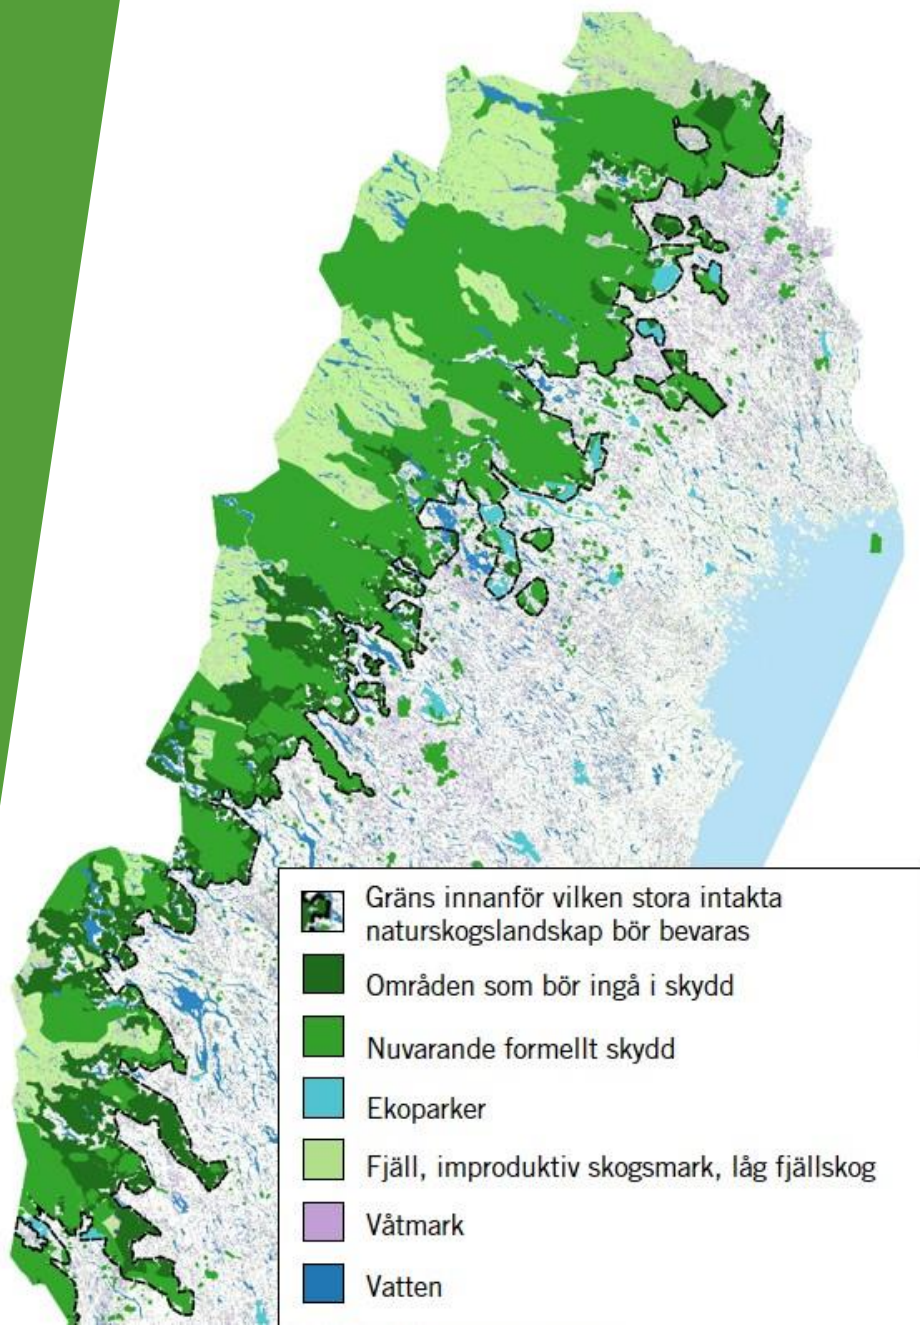 Gräns innanför vilken stora intakta
naturskogslandskap bör bevaras
Områden som bör ingå i skydd
Nuvarande formellt skydd
Ekoparker
Fjäll, improduktiv skogsmark, låg fjällskog
Våtmark
Vatten